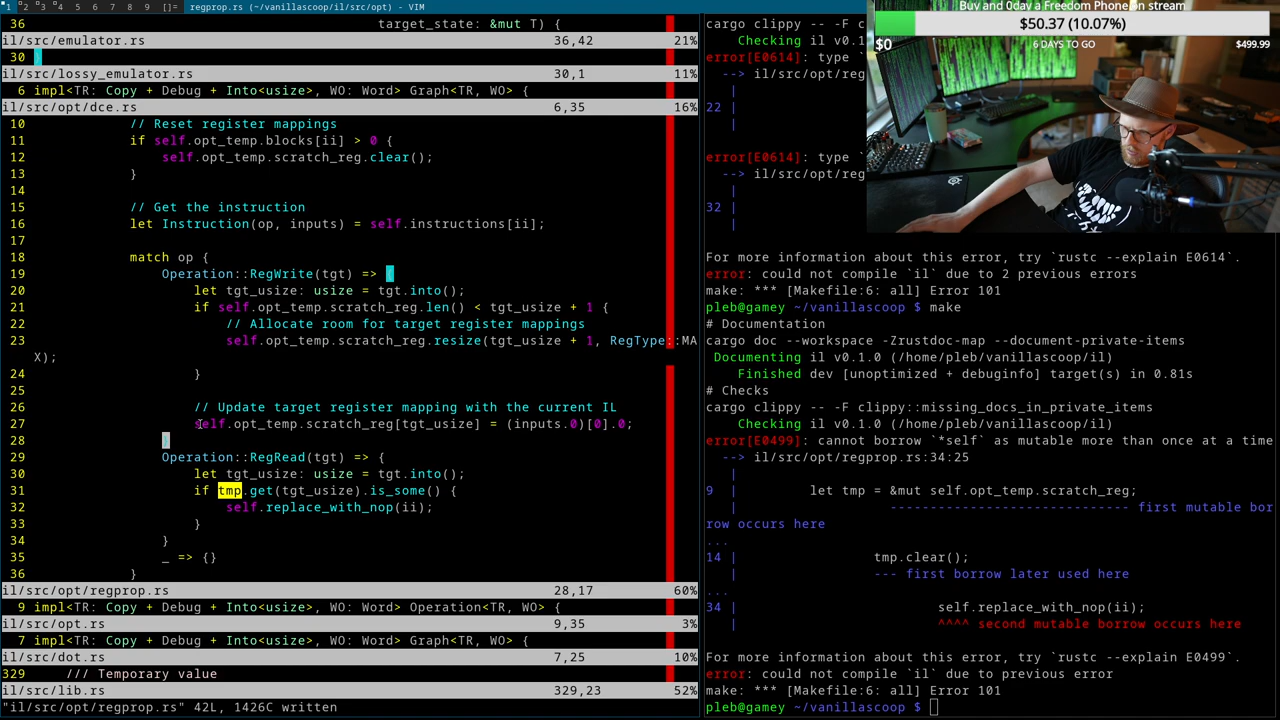 1 2 3 4 5 6 7 8 9 []= regprop.rs (~/vanillascoop/il/src/opt) - VIM
36 target_state: &mut T) {
il/src/emulator.rs 36,42 21%
30 }
il/src/lossy_emulator.rs 30,1 11%
6 impl<TR: Copy + Debug + Into<usize>, WO: Word> Graph<TR, WO> {
il/src/opt/dce.rs 6,35 16%
10 // Reset register mappings
11 if self.opt_temp.blocks[ii] > 0 {
12 self.opt_temp.scratch_reg.clear();
13 }
14
15 // Get the instruction
16 let Instruction(op, inputs) = self.instructions[ii];
17
18 match op {
19 Operation::RegWrite(tgt) => {
20 let tgt_usize: usize = tgt.into();
21 if self.opt_temp.scratch_reg.len() < tgt_usize + 1 {
22 // Allocate room for target register mappings
23 self.opt_temp.scratch_reg.resize(tgt_usize + 1, RegType::MA
X);
24 }
25
26 // Update target register mapping with the current IL
27 self.opt_temp.scratch_reg[tgt_usize] = (inputs.0)[0].0;
28 }
29 Operation::RegRead(tgt) => {
30 let tgt_usize: usize = tgt.into();
31 if tmp.get(tgt_usize).is_some() {
32 self.replace_with_nop(ii);
33 }
34 }
35 _ => {}
36 }
il/src/opt/regprop.rs 28,17 60%
9 impl<TR: Copy + Debug + Into<usize>, WO: Word> Operation<TR, WO> {
il/src/opt.rs 9,35 3%
7 impl<TR: Copy + Debug + Into<usize>, WO: Word> Graph<TR, WO> {
il/src/dot.rs 7,25 10%
329 /// Temporary value
il/src/lib.rs 329,23 52%
"il/src/opt/regprop.rs" 42L, 1426C written
cargo clippy -- -F c
Checking il v0.1
error[E0614]: type `
--> il/src/opt/reg
|
22 |
|
error[E0614]: type `
--> il/src/opt/reg
|
32 |
|
For more information about this error, try `rustc --explain E0614`.
error: could not compile `il` due to 2 previous errors
make: *** [Makefile:6: all] Error 101
pleb@gamey ~/vanillascoop $ make
# Documentation
cargo doc --workspace -Zrustdoc-map --document-private-items
Documenting il v0.1.0 (/home/pleb/vanillascoop/il)
Finished dev [unoptimized + debuginfo] target(s) in 0.81s
# Checks
cargo clippy -- -F clippy::missing_docs_in_private_items
Checking il v0.1.0 (/home/pleb/vanillascoop/il)
error[E0499]: cannot borrow `*self` as mutable more than once at a time
--> il/src/opt/regprop.rs:34:25
|
9 | let tmp = &mut self.opt_temp.scratch_reg;
| ------------------------------ first mutable bor
row occurs here
...
14 | tmp.clear();
| --- first borrow later used here
...
34 | self.replace_with_nop(ii);
| ^^^^ second mutable borrow occurs here
For more information about this error, try `rustc --explain E0499`.
error: could not compile `il` due to previous error
make: *** [Makefile:6: all] Error 101
pleb@gamey ~/vanillascoop $
Buy and 0day a Freedom Phone on stream
$50.37 (10.07%)
$0 6 DAYS TO GO $499.99